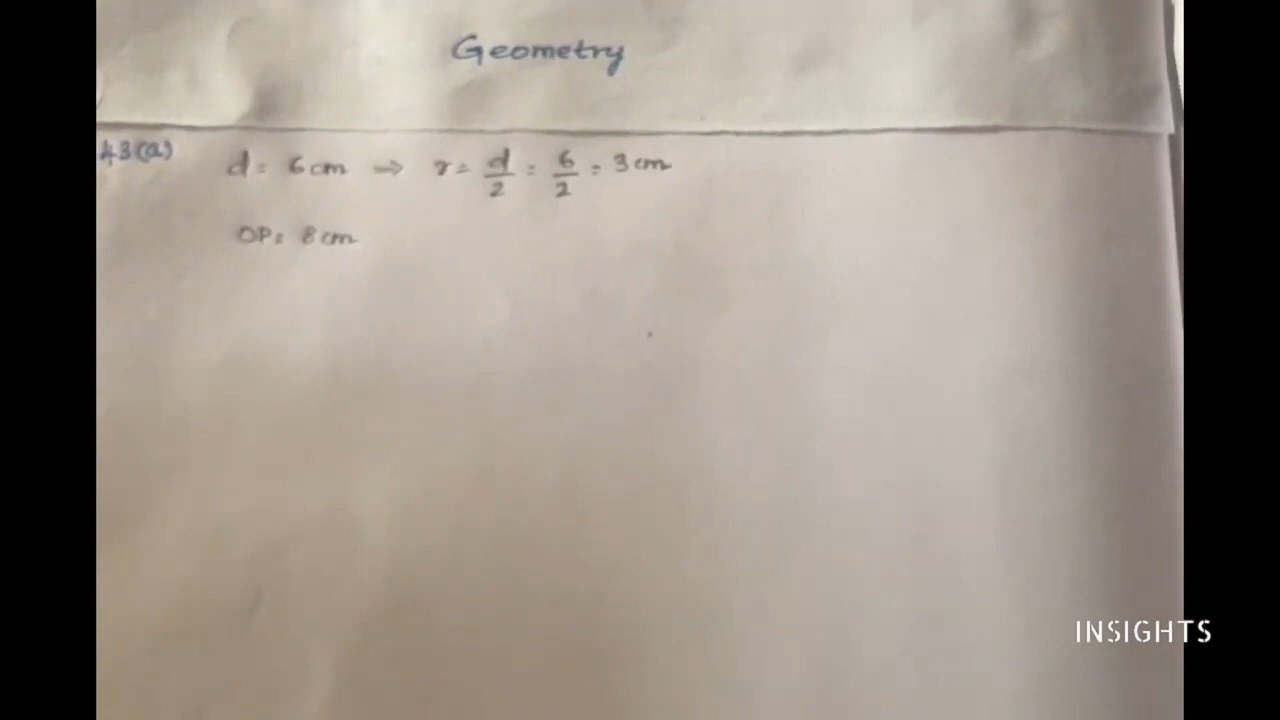 Geometry
43(a) d = 6 cm ⇒ r = d/2 = 6/2 = 3 cm
OP = 8 cm
INSIGHTS